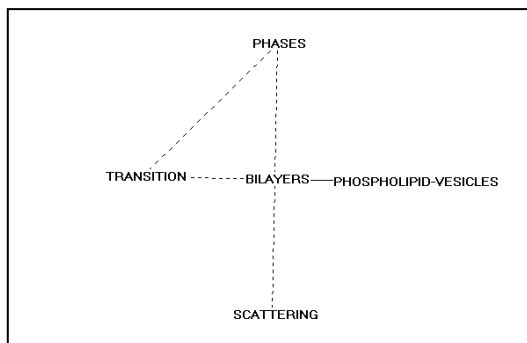 PHASES
TRANSITION
BILAYERS
PHOSPHOLIPID-VESICLES
SCATTERING